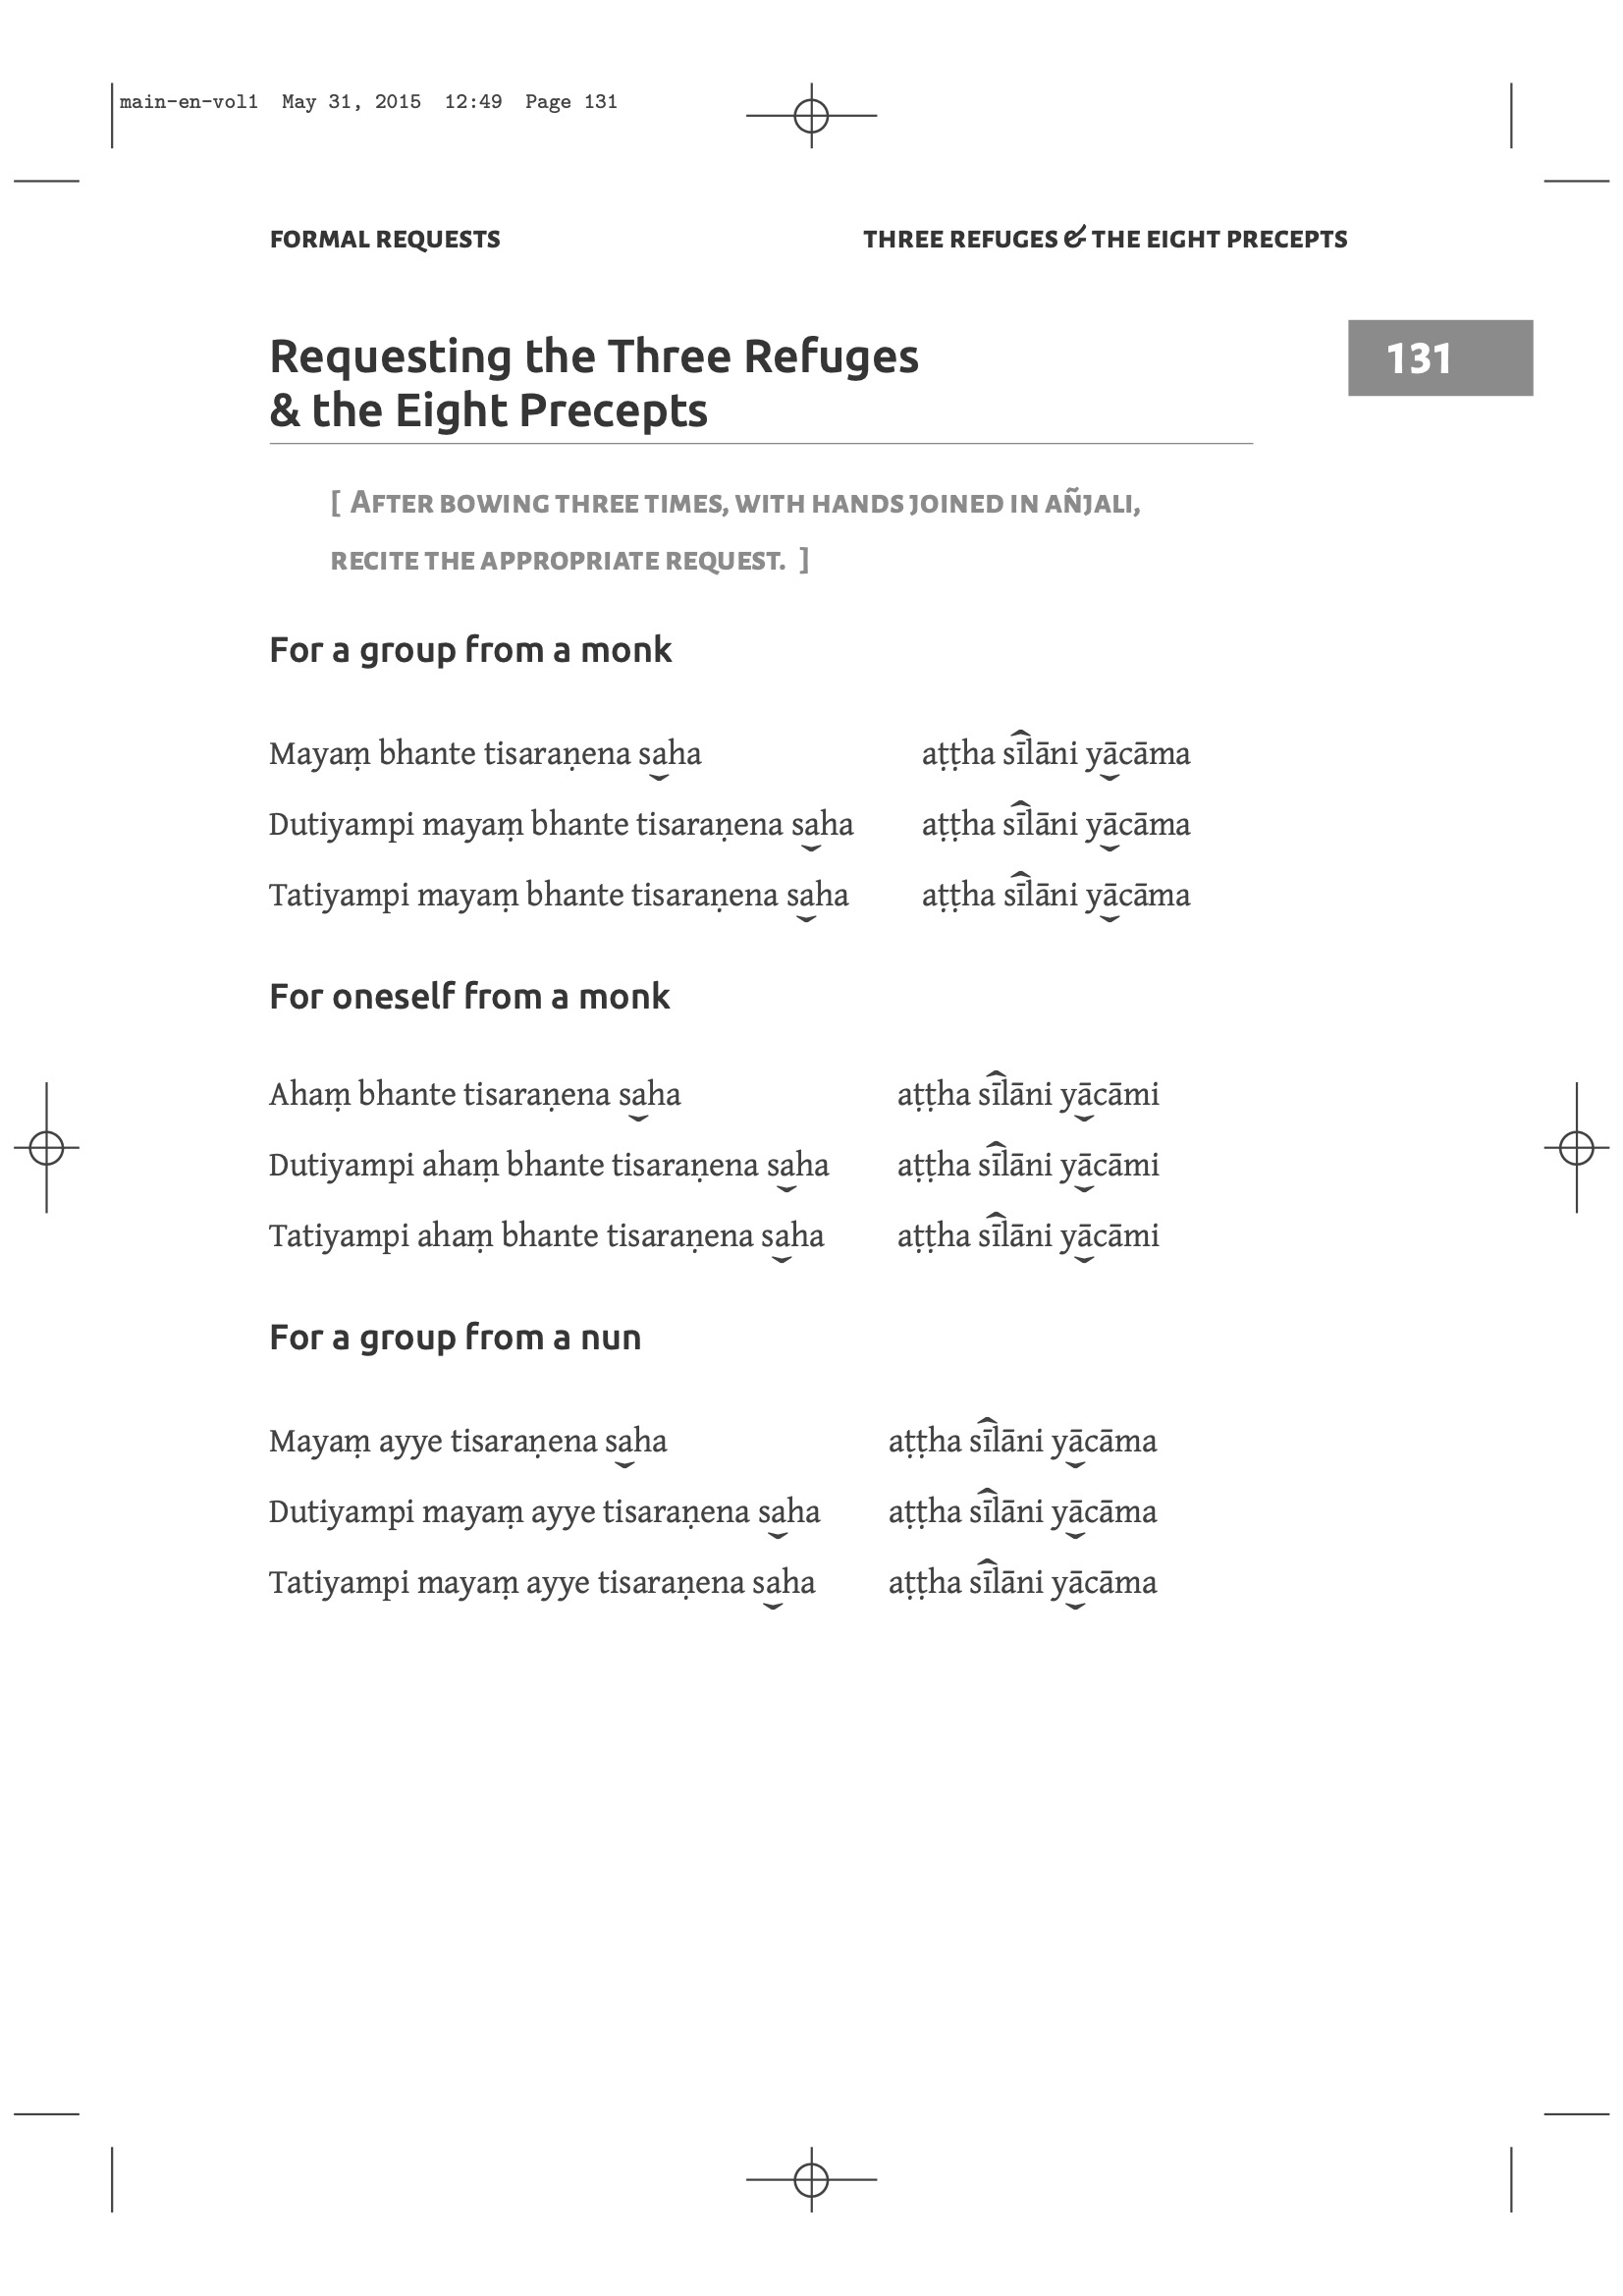 main-en-vol1 May 31, 2015 12:49 Page 131
FORMAL REQUESTS THREE REFUGES & THE EIGHT PRECEPTS
131
Requesting the Three Refuges
& the Eight Precepts
[ AFTER BOWING THREE TIMES, WITH HANDS JOINED IN AÑJALI,
RECITE THE APPROPRIATE REQUEST. ]
For a group from a monk
Mayaṃ bhante tisaraṇena saha aṭṭha sīlāni yācāma
Dutiyampi mayaṃ bhante tisaraṇena saha aṭṭha sīlāni yācāma
Tatiyampi mayaṃ bhante tisaraṇena saha aṭṭha sīlāni yācāma
For oneself from a monk
Ahaṃ bhante tisaraṇena saha aṭṭha sīlāni yācāmi
Dutiyampi ahaṃ bhante tisaraṇena saha aṭṭha sīlāni yācāmi
Tatiyampi ahaṃ bhante tisaraṇena saha aṭṭha sīlāni yācāmi
For a group from a nun
Mayaṃ ayye tisaraṇena saha aṭṭha sīlāni yācāma
Dutiyampi mayaṃ ayye tisaraṇena saha aṭṭha sīlāni yācāma
Tatiyampi mayaṃ ayye tisaraṇena saha aṭṭha sīlāni yācāma